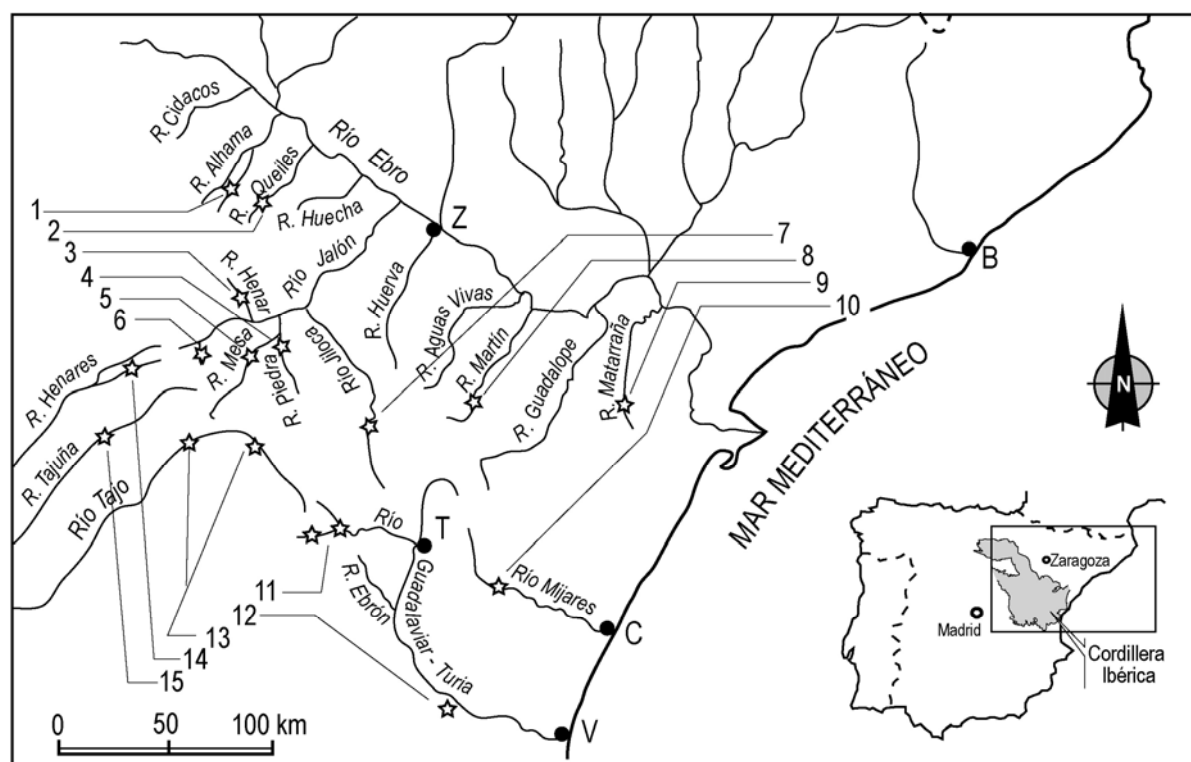 R. Cidacos
R. Alhama
R. Queiles
Río Ebro
R. Huecha
1
2
3
4
5
6
Z
7
8
9
10
B
R. Henar
Río Jalón
R. Huerva
R. Aguas Vivas
R. Martín
R. Guadalope
R. Matarraña
R. Mesa
R. Piedra
Río Jiloca
R. Henares
R. Tajuña
Río Tajo
MAR MEDITERRÁNEO
N
Río
T
Guadalaviar - Turia
R. Ebrón
Río Mijares
C
11
12
13
14
15
V
0 50 100 km
Zaragoza
Madrid
Cordillera
Ibérica